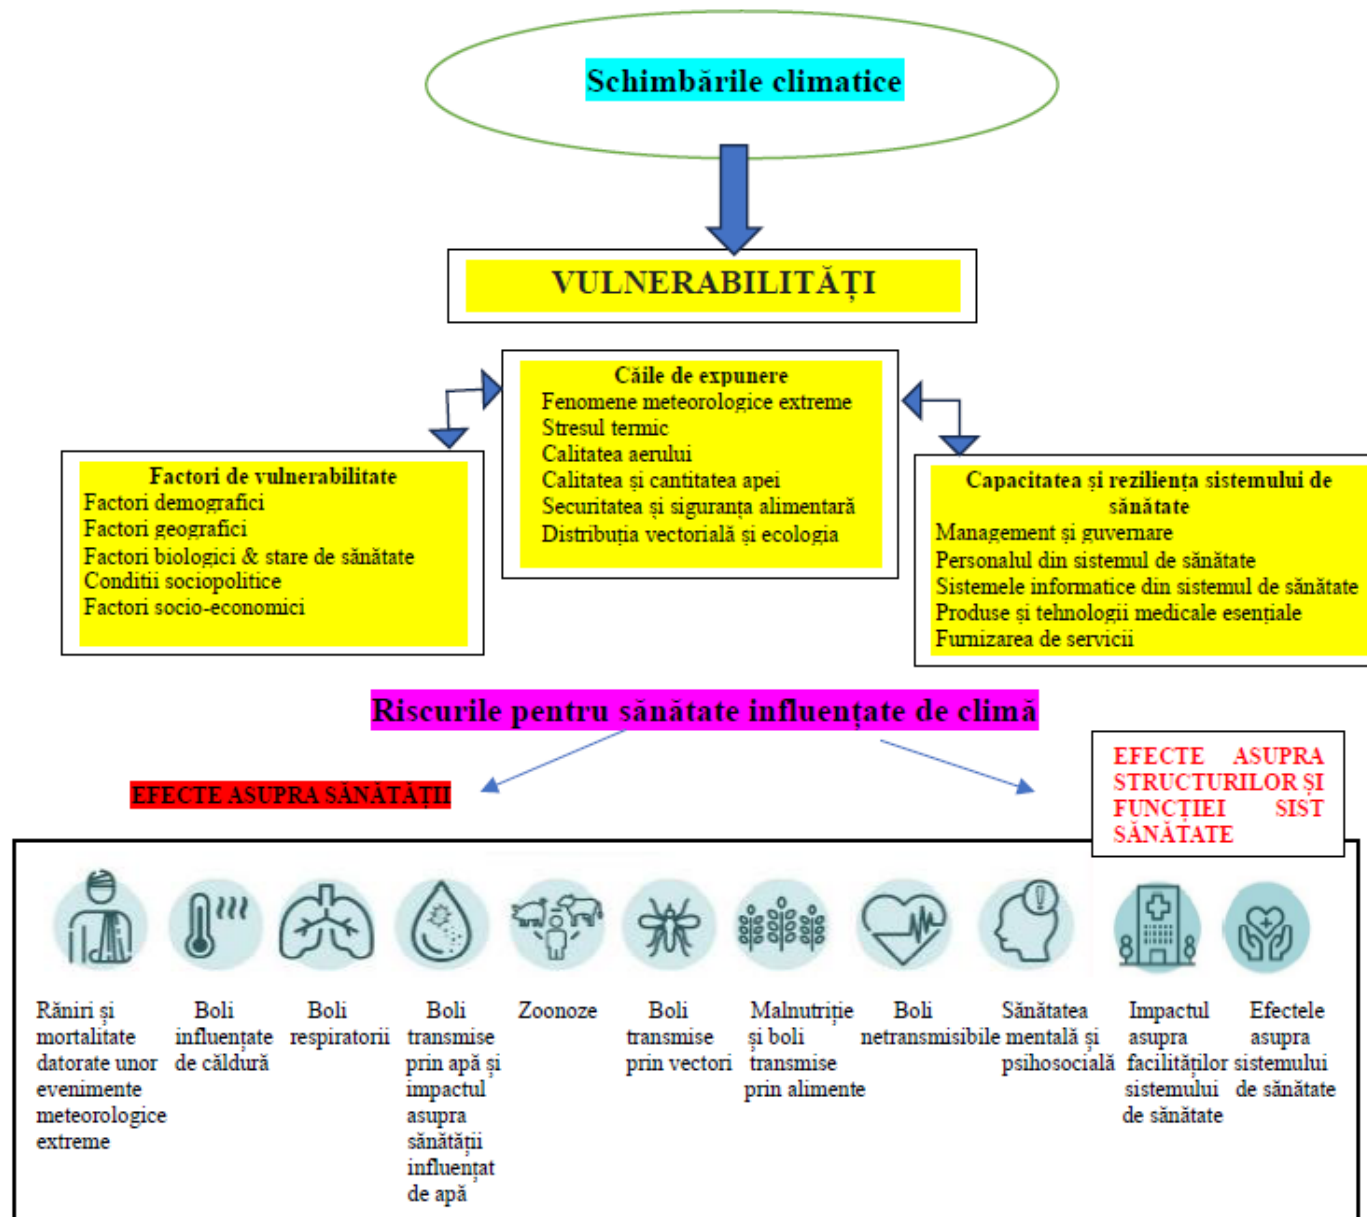 Schimbările climatice
VULNERABILITĂȚI
Căile de expunere
Fenomene meteorologice extreme
Stresul termic
Calitatea aerului
Calitatea și cantitatea apei
Securitatea și siguranța alimentară
Distribuția vectorială și ecologia
Factori de vulnerabilitate
Factori demografici
Factori geografici
Factori biologici & stare de sănătate
Conditii sociopolitice
Factori socio-economici
Capacitatea și reziliența sistemului de
sănătate
Management și guvernare
Personalul din sistemul de sănătate
Sistemele informatice din sistemul de sănătate
Produse și tehnologii medicale esențiale
Furnizarea de servicii
Riscurile pentru sănătate influențate de climă
EFECTE ASUPRA SĂNĂTĂȚII
EFECTE ASUPRA
STRUCTURILOR ȘI
FUNCȚIEI SIST
SĂNĂTATE
Răniri și
mortalitate
datorate unor
evenimente
meteorologice
extreme
Boli
influențate
de căldură
Boli
respiratorii
Boli
transmise
prin apă și
impactul
asupra
sănătății
influențat
de apă
Zoonoze
Boli
transmise
prin vectori
Malnutriție
și boli
transmise
prin alimente
Boli
netransmisibile
Sănătatea
mentală și
psihosocială
Impactul
asupra
facilităților
sistemului
de sănătate
Efectele
asupra
sistemului
de sănătate